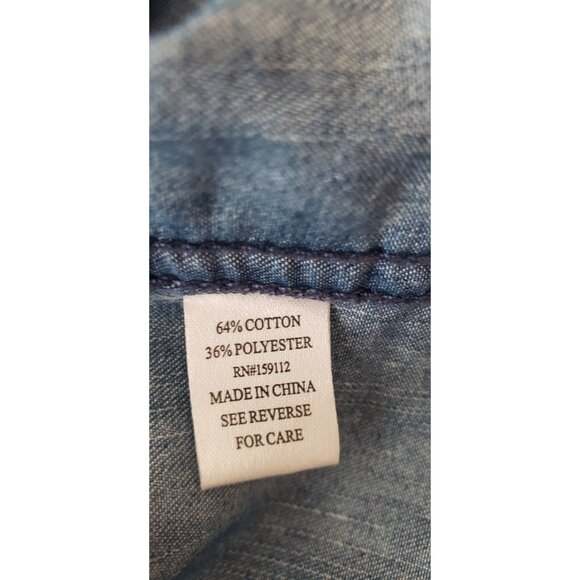 64% COTTON
36% POLYESTER
RN#159112
MADE IN CHINA
SEE REVERSE
FOR CARE